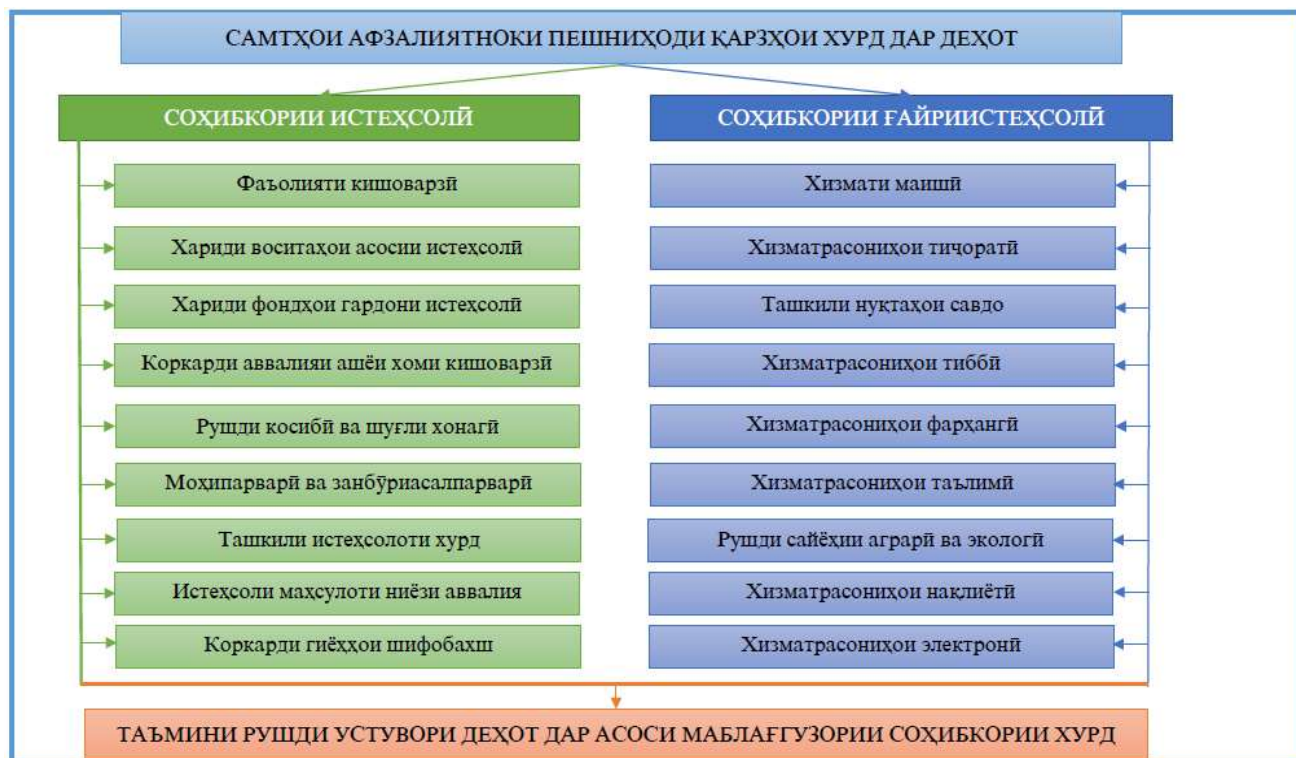 САМТҲОИ АФЗАЛИЯТНОКИ ПЕШНИҲОДИ ҚАРЗҲОИ ХУРД ДАР ДЕҲОТ
СОҲИБКОРИИ ИСТЕҲСОЛӢ
Фаъолияти кишоварзӣ
Хариди воситаҳои асосии истеҳсолӣ
Хариди фондҳои гардони истеҳсолӣ
Коркарди аввалияи ашёи хоми кишоварзӣ
Рушди косибӣ ва шуғли хонагӣ
Моҳипарварӣ ва занбӯриасалпарварӣ
Ташкили истеҳсолоти хурд
Истеҳсоли маҳсулоти ниёзи аввалия
Коркарди гиёҳҳои шифобахш
СОҲИБКОРИИ ҒАЙРИИСТЕҲСОЛӢ
Хизмати маишӣ
Хизматрасониҳои тиҷоратӣ
Ташкили нуқтаҳои савдо
Хизматрасониҳои тиббӣ
Хизматрасониҳои фарҳангӣ
Хизматрасониҳои таълимӣ
Рушди сайёҳии аграрӣ ва экологӣ
Хизматрасониҳои нақлиётӣ
Хизматрасониҳои электронӣ
ТАЪМИНИ РУШДИ УСТУВОРИ ДЕҲОТ ДАР АСОСИ МАБЛАҒГУЗОРИИ СОҲИБКОРИИ ХУРД